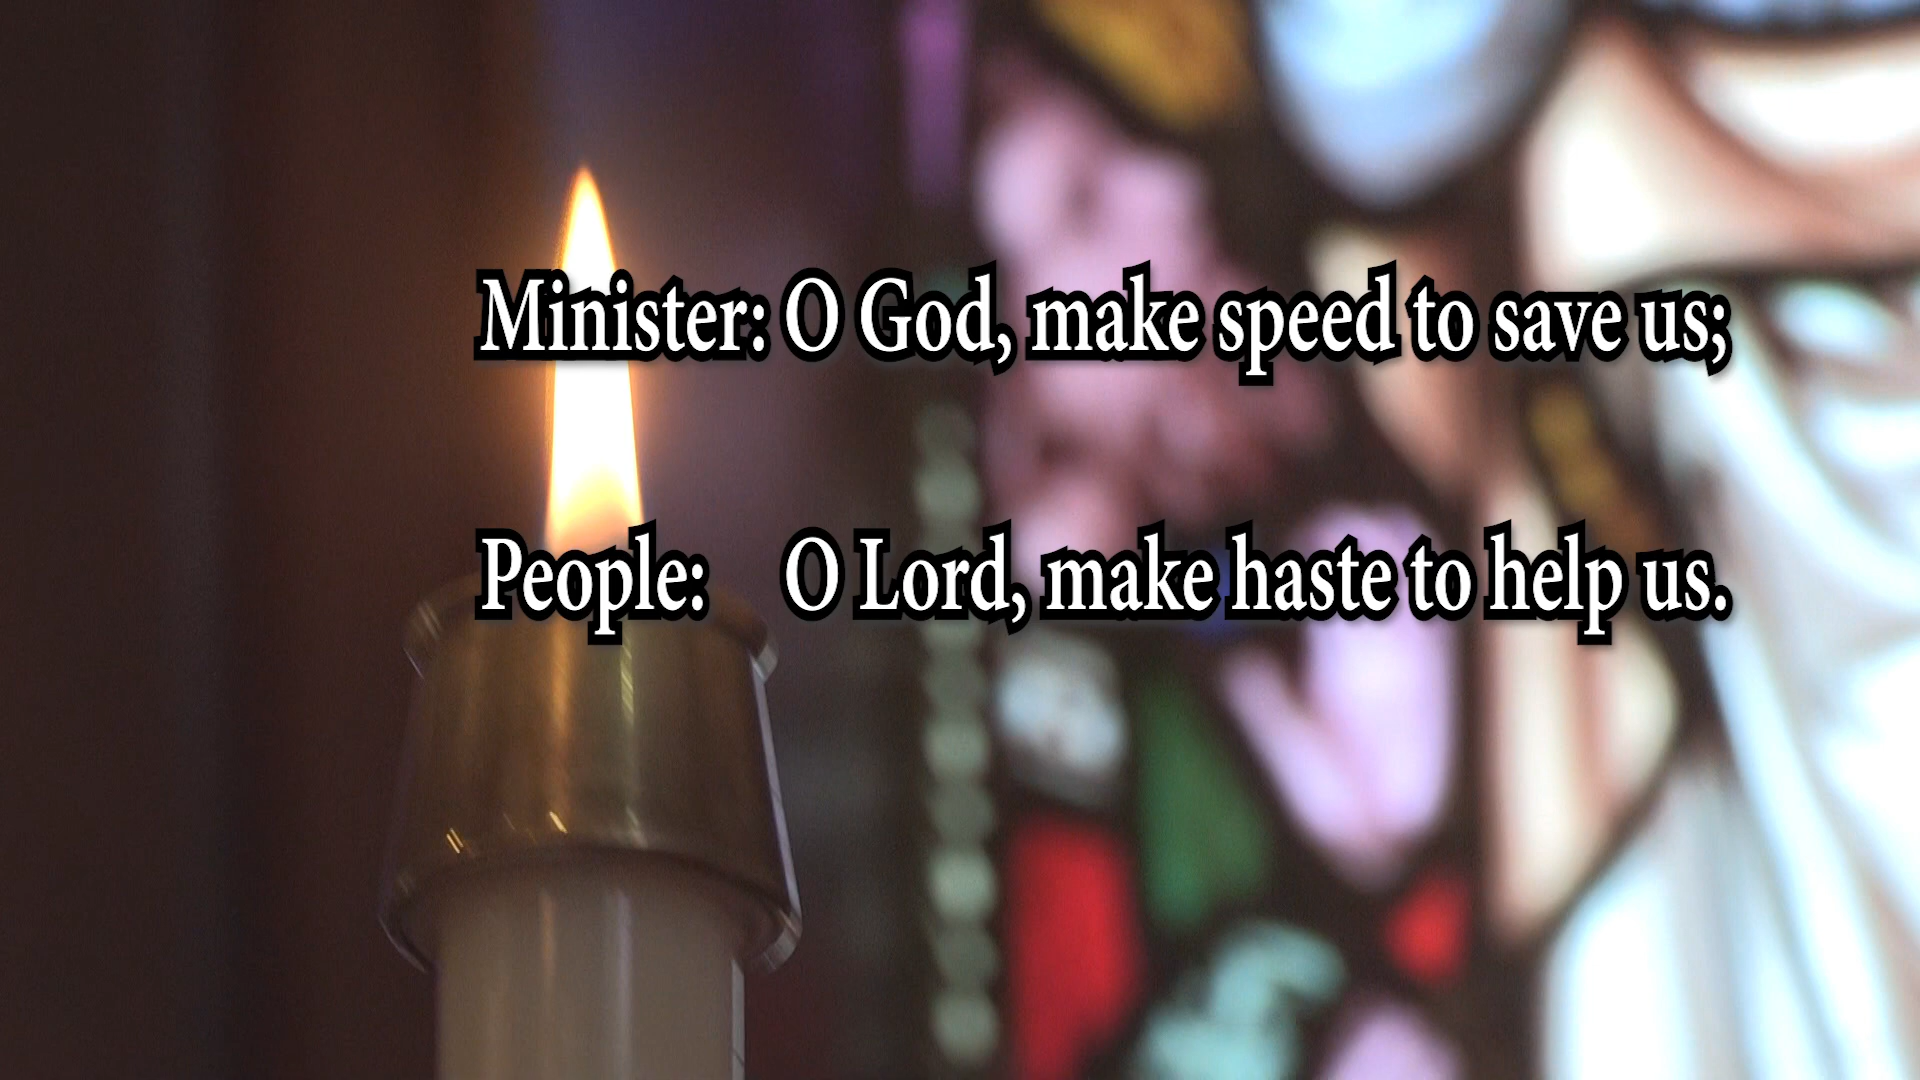 Minister: O God, make speed to save us;
People: O Lord, make haste to help us.